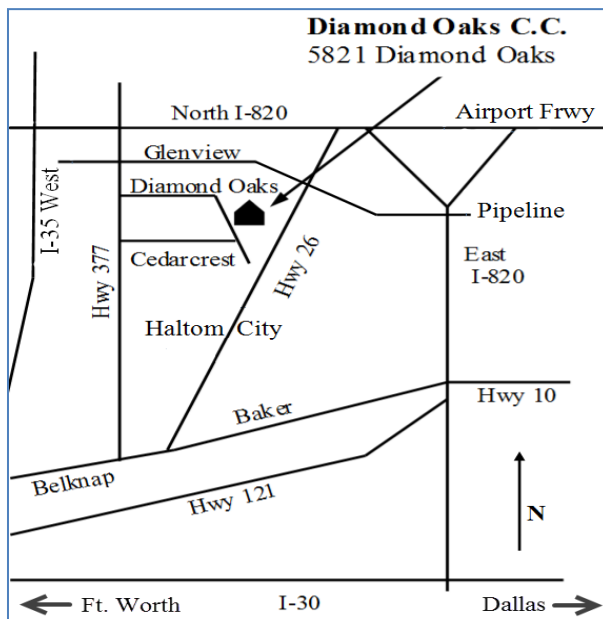 Diamond Oaks C.C.
5821 Diamond Oaks
North I-820
Airport Frwy
Glenview
Diamond Oaks
I-35 West
Pipeline
Hwy 377
Cedarcrest
Hwy 26
East
I-820
Haltom City
Baker
Hwy 10
Belknap
Hwy 121
N
Ft. Worth
I-30
Dallas